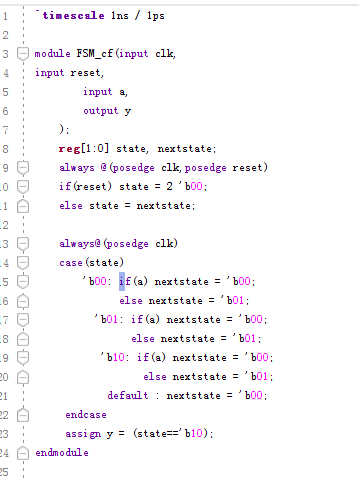 1 `timescale 1ns / 1ps
2
3 module FSM_cf(input clk,
4 input reset,
5 input a,
6 output y
7 );
8 reg[1:0] state, nextstate;
9 always @(posedge clk,posedge reset)
10 if(reset) state = 2 'b00;
11 else state = nextstate;
12
13 always@(posedge clk)
14 case(state)
15 'b00: if(a) nextstate = 'b00;
16 else nextstate = 'b01;
17 'b01: if(a) nextstate = 'b00;
18 else nextstate = 'b01;
19 'b10: if(a) nextstate = 'b00;
20 else nextstate = 'b01;
21 default : nextstate = 'b00;
22 endcase
23 assign y = (state=='b10);
24 endmodule
25